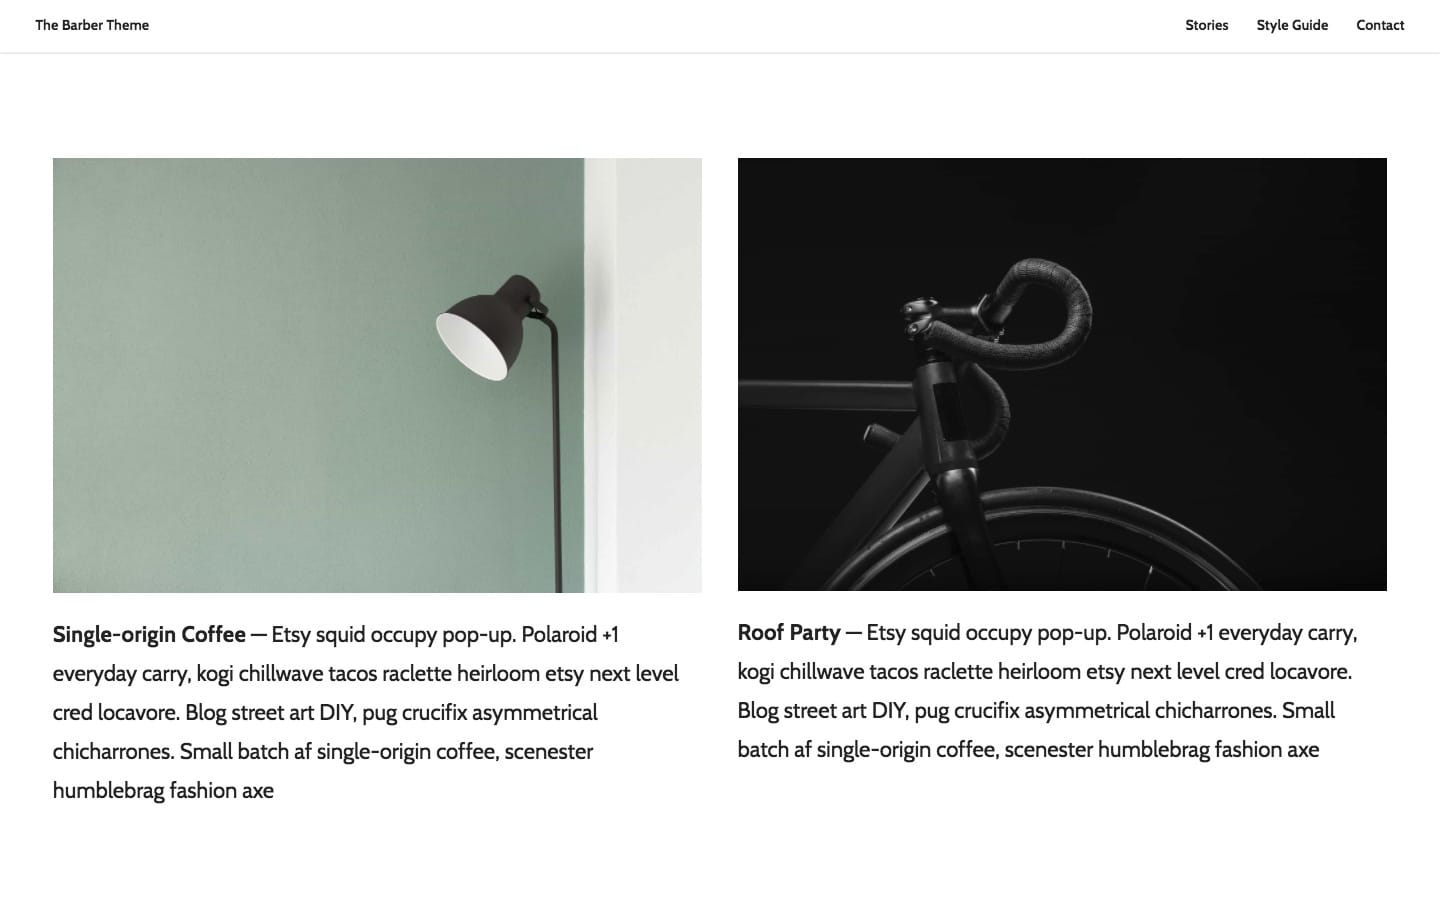 The Barber Theme
Stories
Style Guide
Contact
Single-origin Coffee — Etsy squid occupy pop-up. Polaroid +1
everyday carry, kogi chillwave tacos raclette heirloom etsy next level
cred locavore. Blog street art DIY, pug crucifix asymmetrical
chicharrones. Small batch af single-origin coffee, scenester
humblebrag fashion axe
Roof Party — Etsy squid occupy pop-up. Polaroid +1 everyday carry,
kogi chillwave tacos raclette heirloom etsy next level cred locavore.
Blog street art DIY, pug crucifix asymmetrical chicharrones. Small
batch af single-origin coffee, scenester humblebrag fashion axe